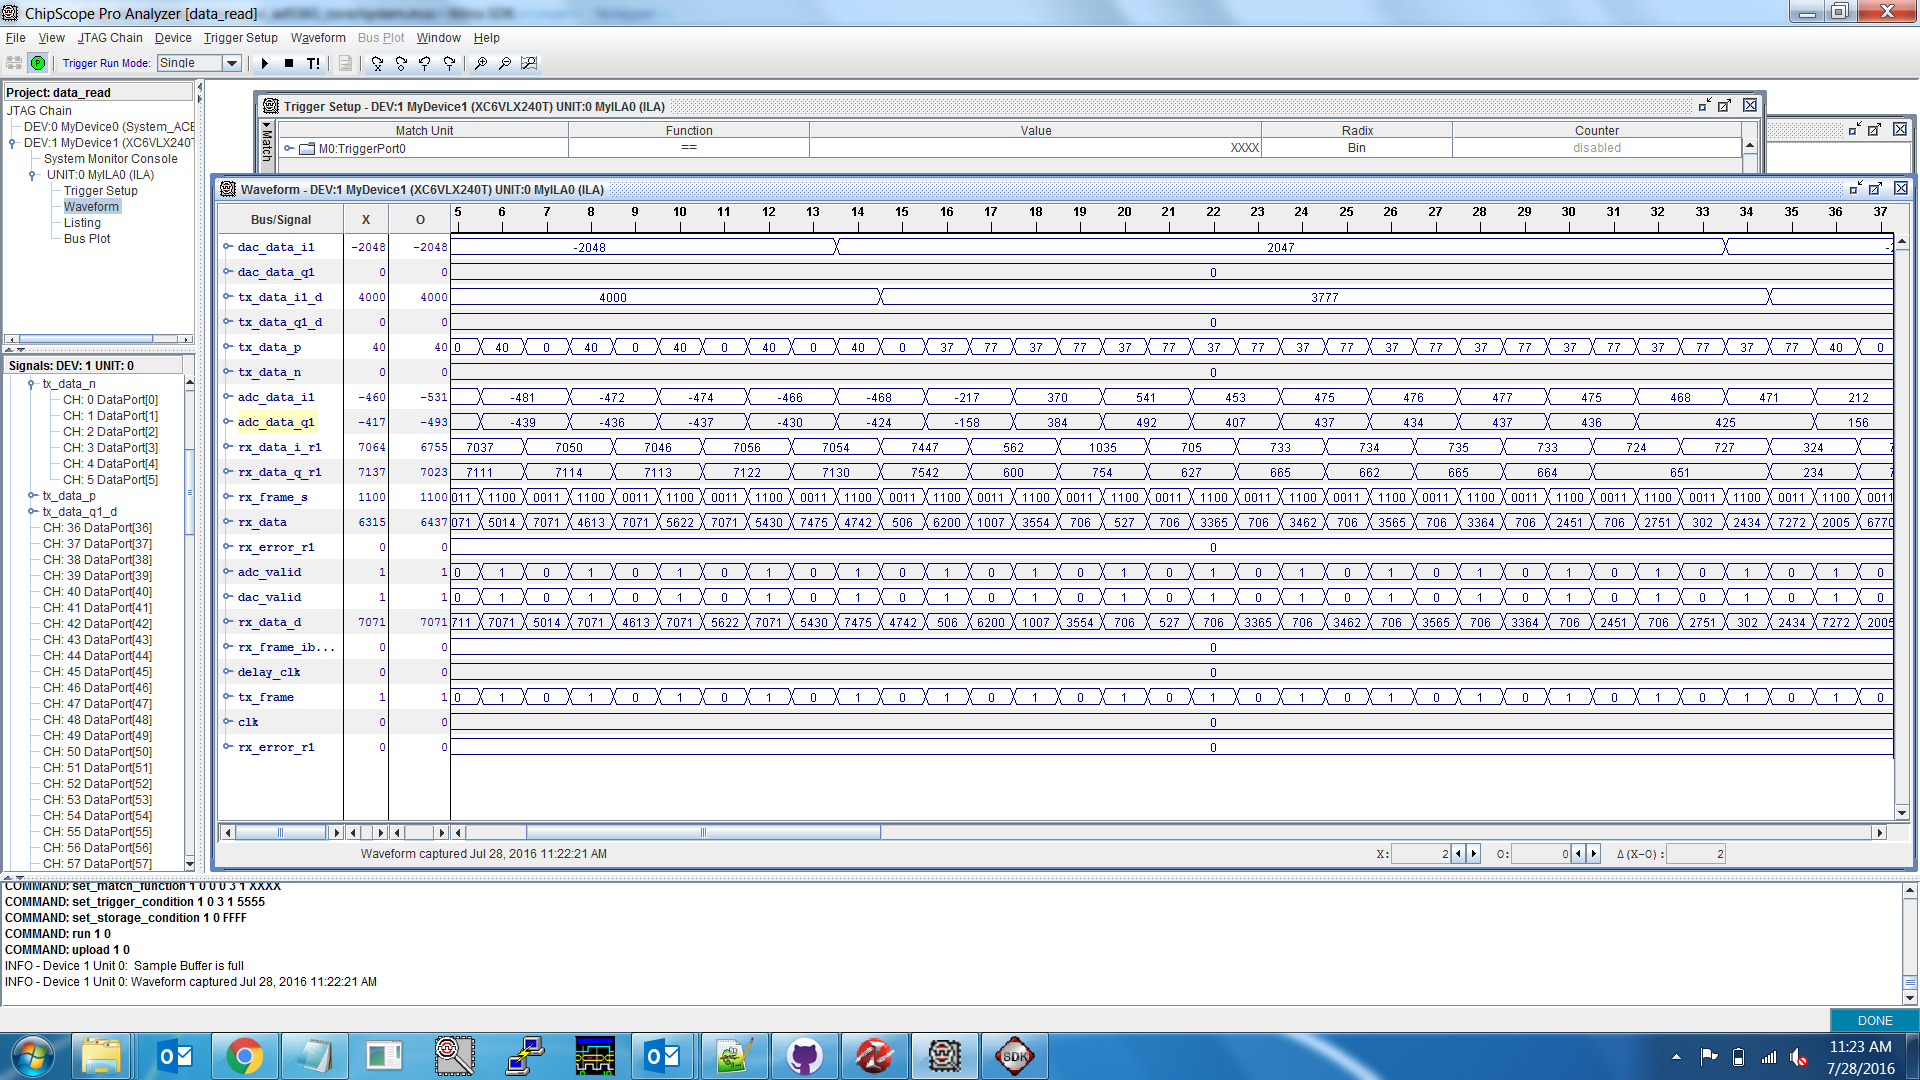 ChipScope Pro Analyzer [data_read]
File View JTAG Chain Device Trigger Setup Waveform Bus Plot Window Help
Trigger Run Mode: Single T!
Project: data_read
JTAG Chain
DEV:0 MyDevice0 (System_ACE
DEV:1 MyDevice1 (XC6VLX240T
System Monitor Console
UNIT:0 MyILA0 (ILA)
Trigger Setup
Waveform
Listing
Bus Plot
Signals: DEV: 1 UNIT: 0
tx_data_n
CH: 0 DataPort[0]
CH: 1 DataPort[1]
CH: 2 DataPort[2]
CH: 3 DataPort[3]
CH: 4 DataPort[4]
CH: 5 DataPort[5]
tx_data_p
tx_data_q1_d
CH: 36 DataPort[36]
CH: 37 DataPort[37]
CH: 38 DataPort[38]
CH: 39 DataPort[39]
CH: 40 DataPort[40]
CH: 41 DataPort[41]
CH: 42 DataPort[42]
CH: 43 DataPort[43]
CH: 44 DataPort[44]
CH: 45 DataPort[45]
CH: 46 DataPort[46]
CH: 47 DataPort[47]
CH: 48 DataPort[48]
CH: 49 DataPort[49]
CH: 50 DataPort[50]
CH: 51 DataPort[51]
CH: 52 DataPort[52]
CH: 53 DataPort[53]
CH: 54 DataPort[54]
CH: 55 DataPort[55]
CH: 56 DataPort[56]
CH: 57 DataPort[57]
Trigger Setup - DEV:1 MyDevice1 (XC6VLX240T) UNIT:0 MyILA0 (ILA)
Match
Match Unit Function Value Radix Counter
M0:TriggerPort0 == XXXX Bin disabled
Waveform - DEV:1 MyDevice1 (XC6VLX240T) UNIT:0 MyILA0 (ILA)
Bus/Signal X O 5 6 7 8 9 10 11 12 13 14 15 16 17 18 19 20 21 22 23 24 25 26 27 28 29 30 31 32 33 34 35 36 37
dac_data_i1 -2048 -2048 -2048 2047
dac_data_q1 0 0 0
tx_data_i1_d 4000 4000 4000 3777
tx_data_q1_d 0 0 0
tx_data_p 40 40 0 40 0 40 0 40 0 40 0 40 0 37 77 37 77 37 77 37 77 37 77 37 77 37 77 37 77 37 77 37 77 40 0
tx_data_n 0 0 0
adc_data_i1 -460 -531 -481 -472 -474 -466 -468 -217 370 541 453 475 476 477 475 468 471 212
adc_data_q1 -417 -493 -439 -436 -437 -430 -424 -158 384 492 407 437 434 437 436 425 156
rx_data_i_r1 7064 6755 7037 7050 7046 7056 7054 7447 562 1035 705 733 734 735 733 724 727 324
rx_data_q_r1 7137 7023 7111 7114 7113 7122 7130 7542 600 754 627 665 662 665 664 651 234
rx_frame_s 1100 1100 0011 1100 0011 1100 0011 1100 0011 1100 0011 1100 0011 1100 0011 1100 0011 1100 0011 1100 0011 1100 0011 1100 0011 1100 0011 1100 0011 1100 0011 1100 0011 1100 0011
rx_data 6315 6437 071 5014 7071 4613 7071 5622 7071 5430 7475 4742 506 6200 1007 3554 706 527 706 3365 706 3462 706 3565 706 3364 706 2451 706 2751 302 2434 7272 2005 6770
rx_error_r1 0 0 0
adc_valid 1 1 0 1 0 1 0 1 0 1 0 1 0 1 0 1 0 1 0 1 0 1 0 1 0 1 0 1 0 1 0 1 0 1 0
dac_valid 1 1 0 1 0 1 0 1 0 1 0 1 0 1 0 1 0 1 0 1 0 1 0 1 0 1 0 1 0 1 0 1 0 1 0
rx_data_d 7071 7071 711 7071 5014 7071 4613 7071 5622 7071 5430 7475 4742 506 6200 1007 3554 706 527 706 3365 706 3462 706 3565 706 3364 706 2451 706 2751 302 2434 7272 2005
rx_frame_ib... 0 0 0
delay_clk 0 0 0
tx_frame 1 1 0 1 0 1 0 1 0 1 0 1 0 1 0 1 0 1 0 1 0 1 0 1 0 1 0 1 0 1 0 1 0 1 0
clk 0 0 0
rx_error_r1 0 0 0
Waveform captured Jul 28, 2016 11:22:21 AM X: 2 O: 0 Δ(X-O): 2
COMMAND: set_match_function 1 0 0 0 3 1 XXXX
COMMAND: set_trigger_condition 1 0 3 1 5555
COMMAND: set_storage_condition 1 0 FFFF
COMMAND: run 1 0
COMMAND: upload 1 0
INFO - Device 1 Unit 0: Sample Buffer is full
INFO - Device 1 Unit 0: Waveform captured Jul 28, 2016 11:22:21 AM
DONE
SDK
11:23 AM
7/28/2016